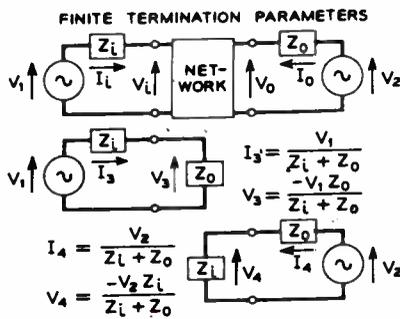 FINITE TERMINATION PARAMETERS
Zi Zo
V1 Ii Vi NET-WORK Vo Io V2
Zi
V1 I3 V3 Zo
I3 = V1 / (Zi + Zo)
V3 = -V1 Zo / (Zi + Zo)
I4 = V2 / (Zi + Zo)
V4 = -V2 Zi / (Zi + Zo)
Zo
Zi V4 I4 V2